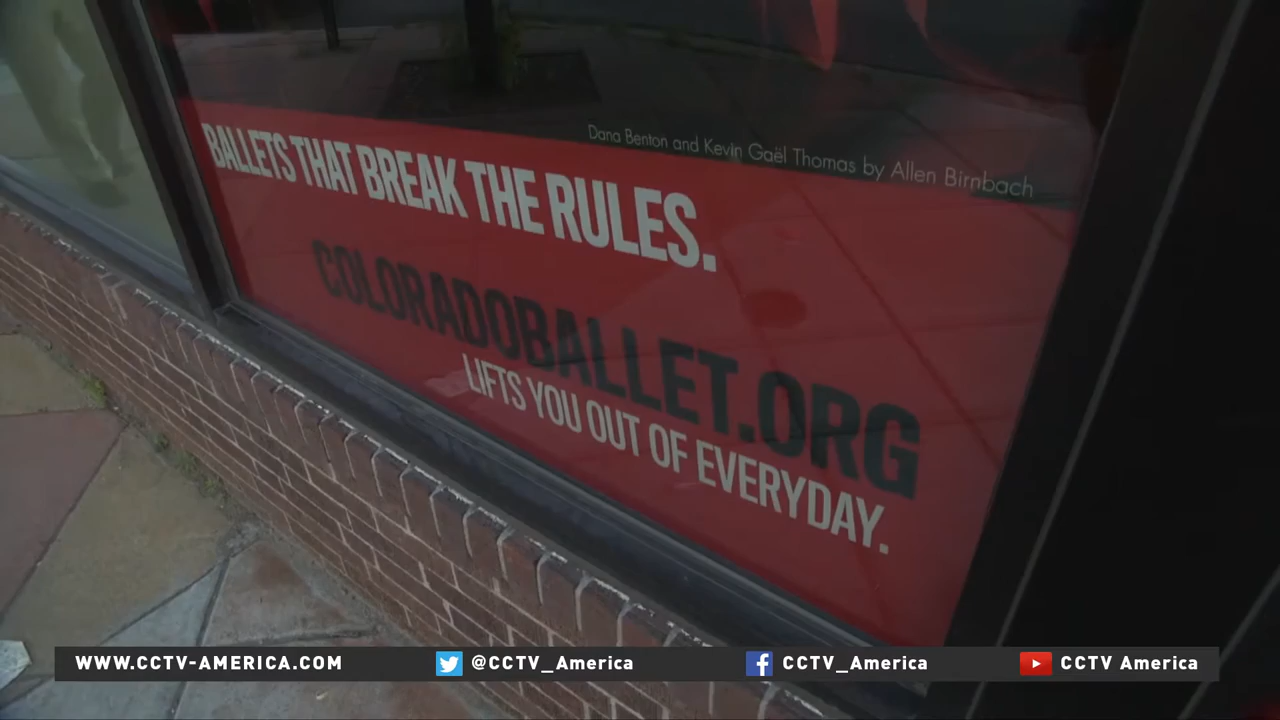 Dana Benton and Kevin Gaël Thomas by Allen Birnbach
BALLETS THAT BREAK THE RULES.
COLORADOBALLET.ORG
LIFTS YOU OUT OF EVERYDAY.
WWW.CCTV-AMERICA.COM @CCTV_America CCTV_America CCTV America